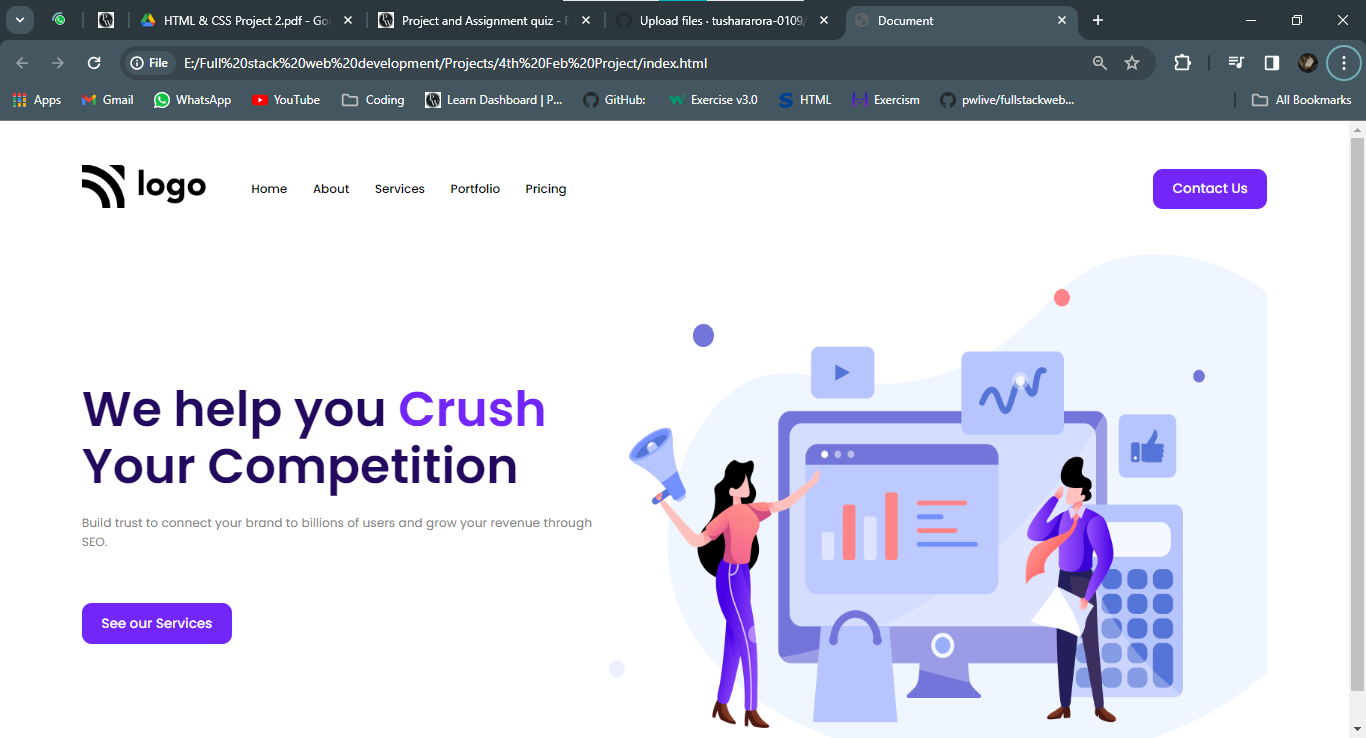 HTML & CSS Project 2.pdf - Go
Project and Assignment quiz - F
Upload files · tushararora-0109/
Document
File
E:/Full%20stack%20web%20development/Projects/4th%20Feb%20Project/index.html
Apps
Gmail
WhatsApp
YouTube
Coding
Learn Dashboard | P...
GitHub:
Exercise v3.0
HTML
Exercism
pwlive/fullstackweb...
All Bookmarks
logo
Home
About
Services
Portfolio
Pricing
Contact Us
We help you Crush
Your Competition
Build trust to connect your brand to billions of users and grow your revenue through
SEO.
See our Services